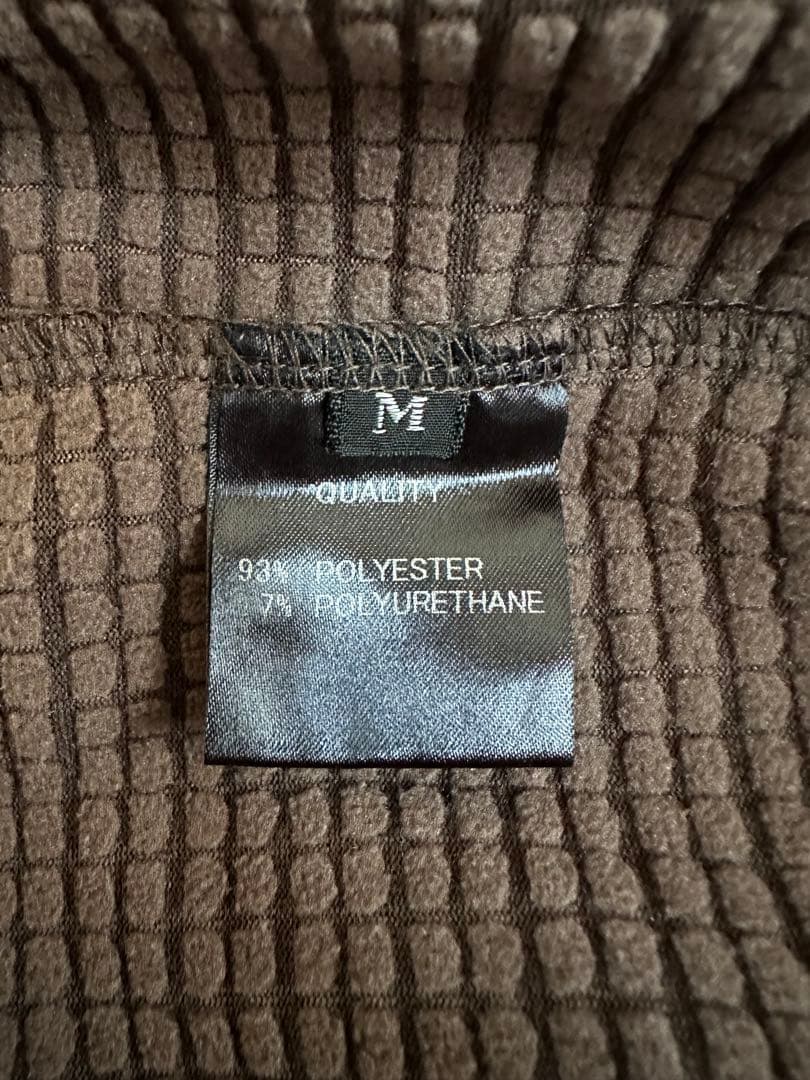 M
QUALITY
93% POLYESTER
7% POLYURETHANE